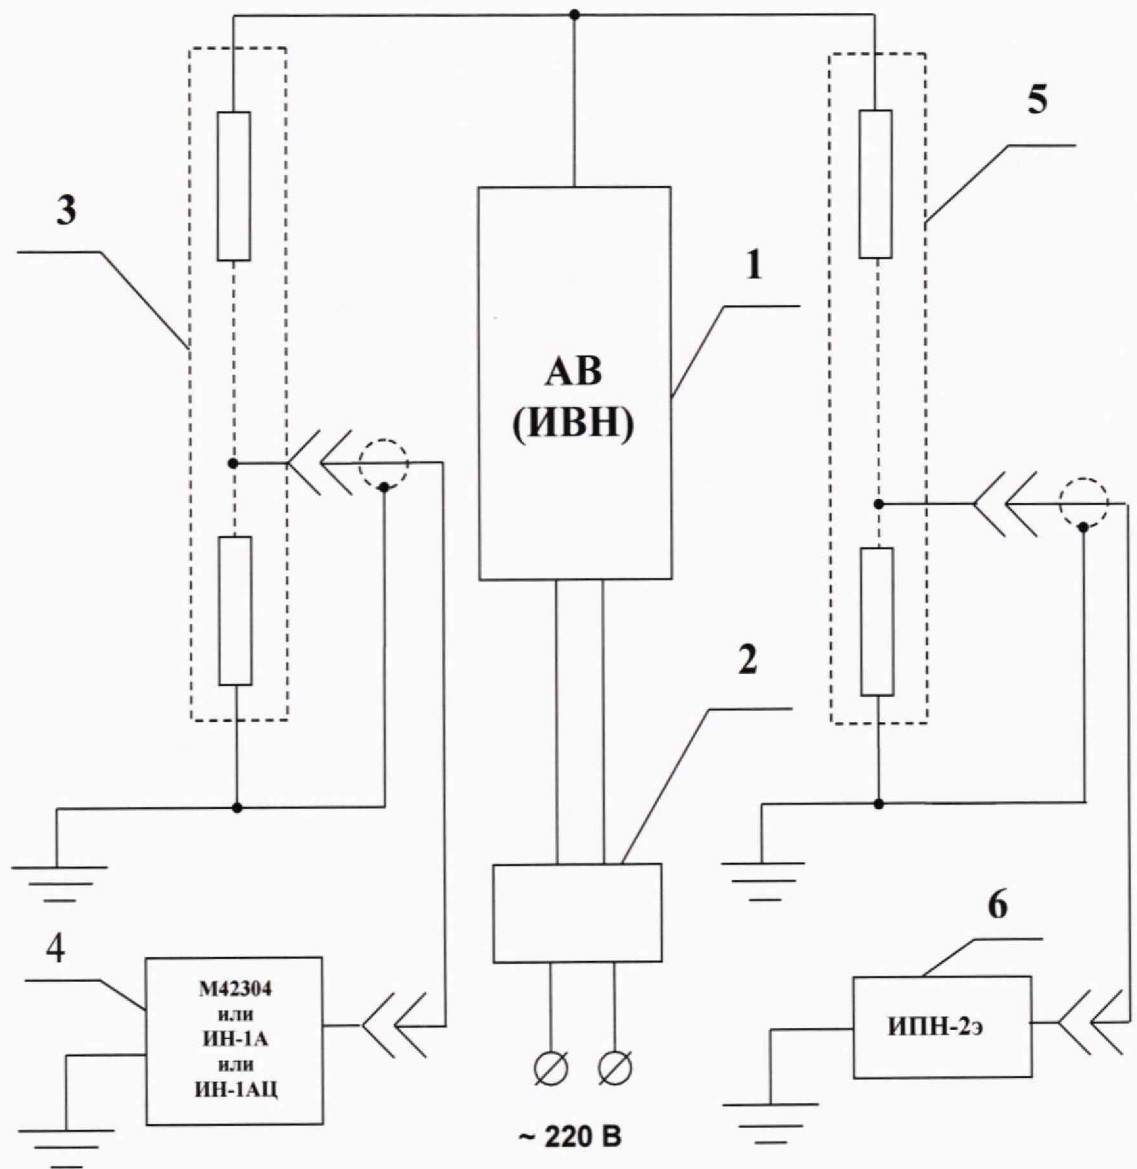 5
3
1
АВ
(ИВН)
2
6
4
М42304
или
ИН-1А
или
ИН-1АЦ
ИПН-2э
~ 220 В